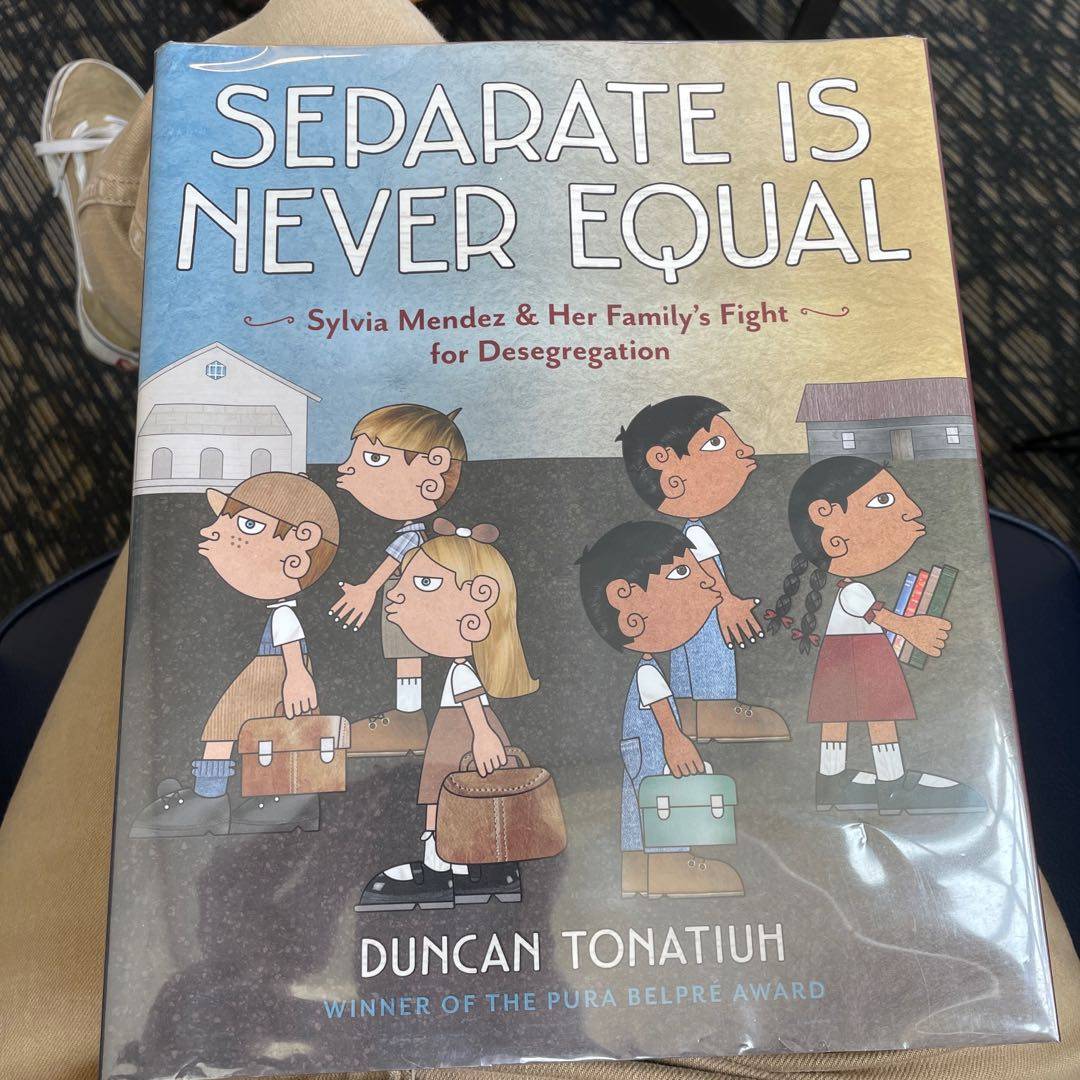 SEPARATE IS
NEVER EQUAL
Sylvia Mendez & Her Family's Fight
for Desegregation
DUNCAN TONATIUH
WINNER OF THE PURA BELPRÉ AWARD